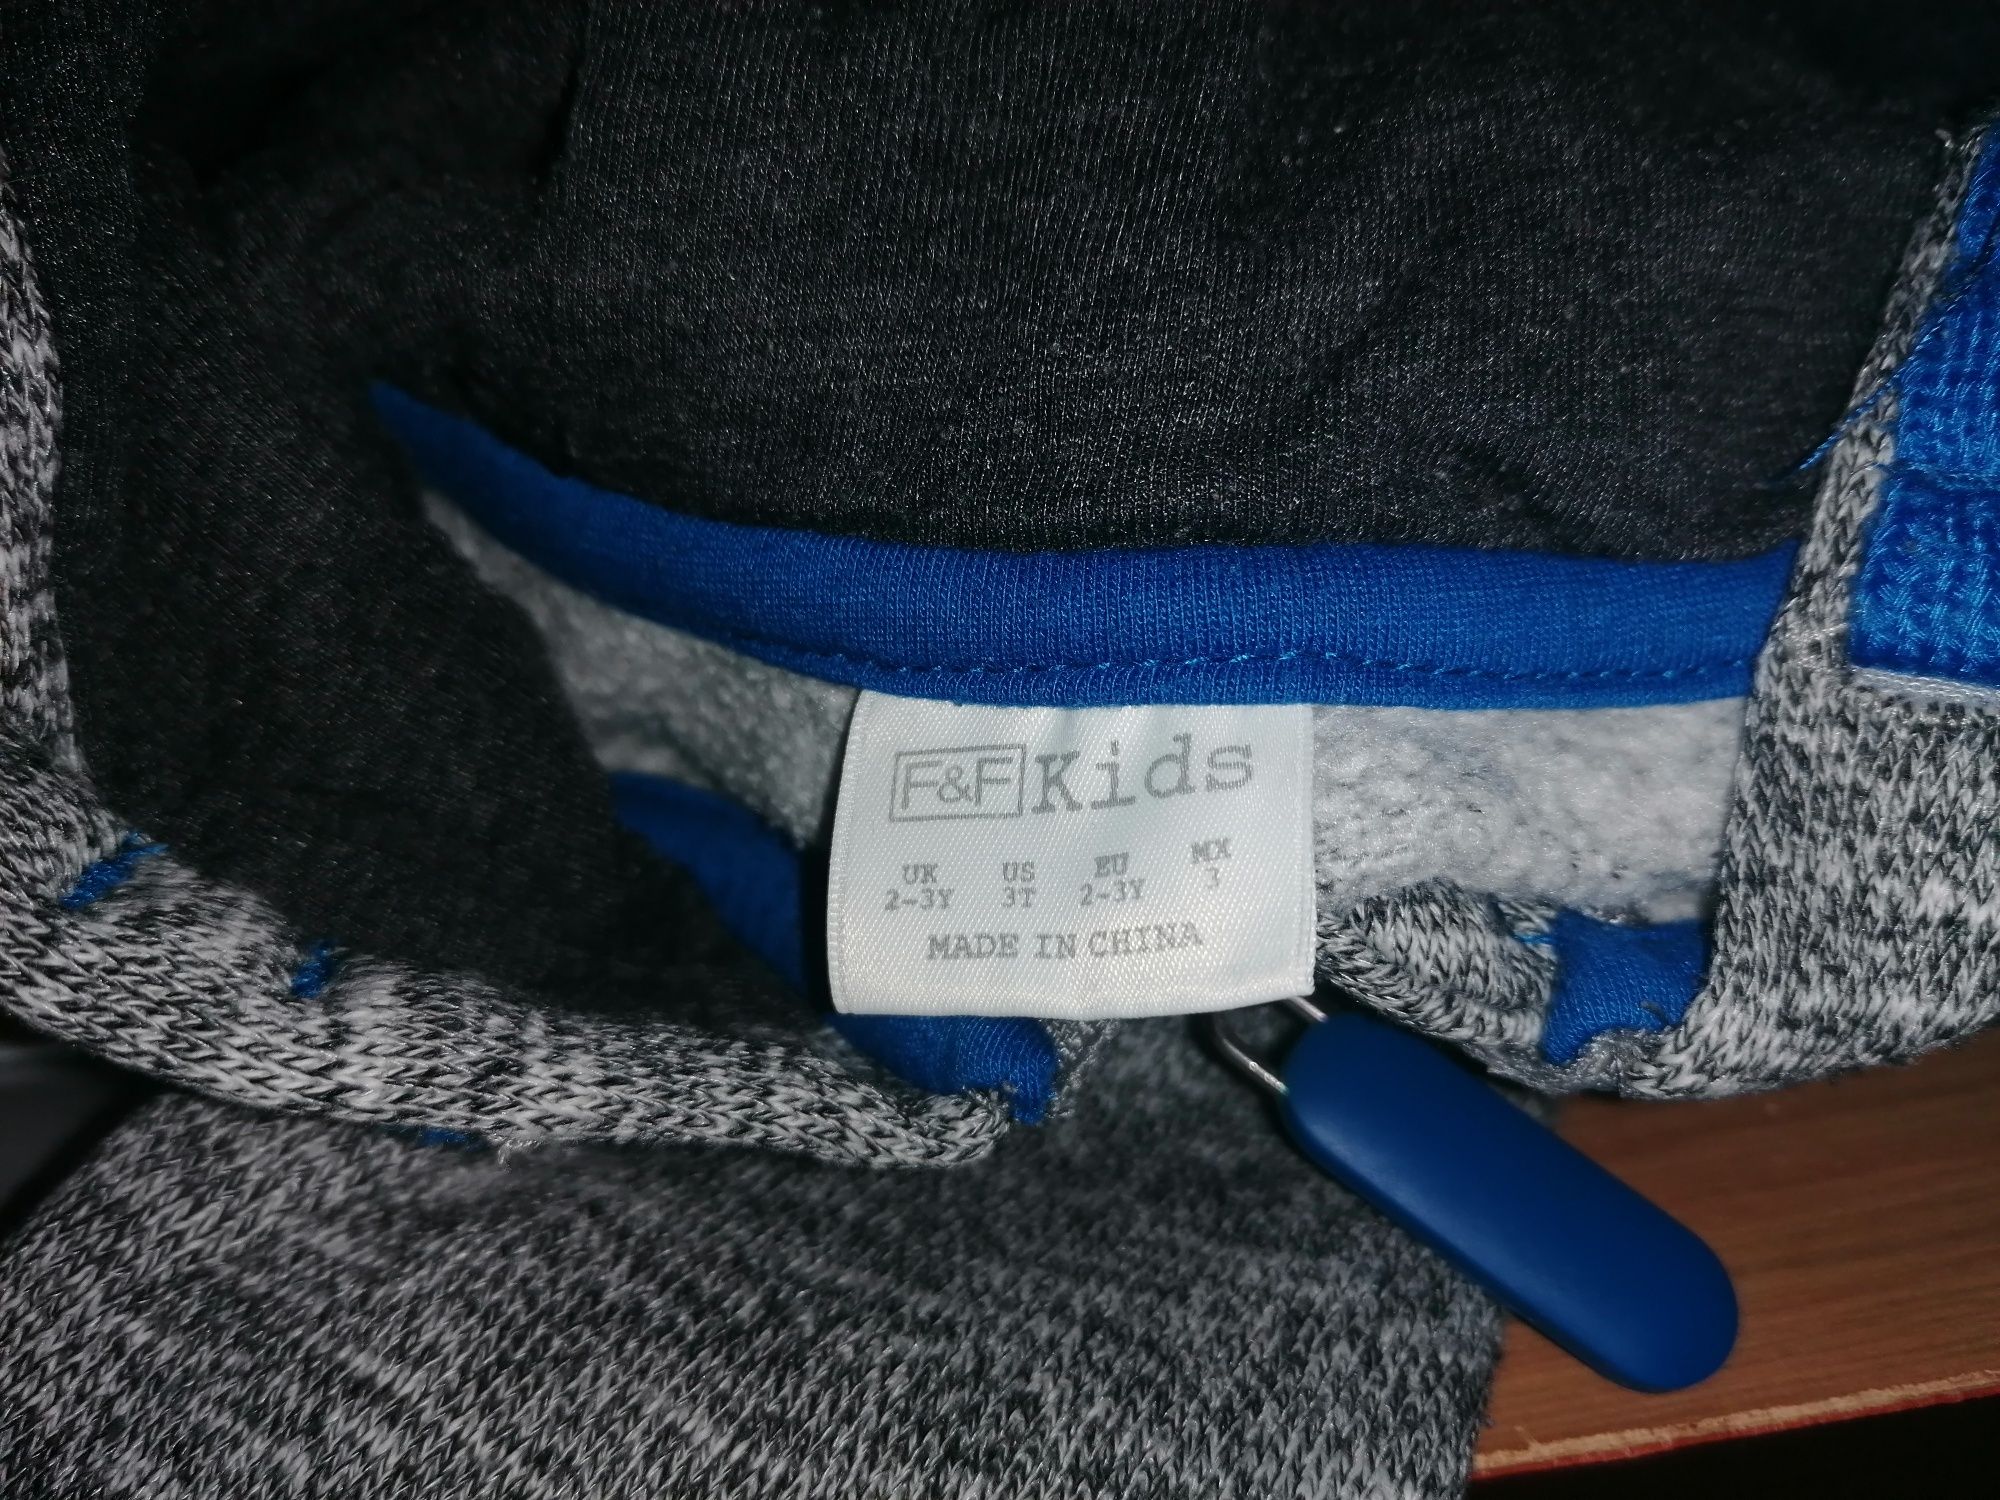 F&F Kids
UK US EU MX
2-3Y 3T 2-3Y 3
MADE IN CHINA